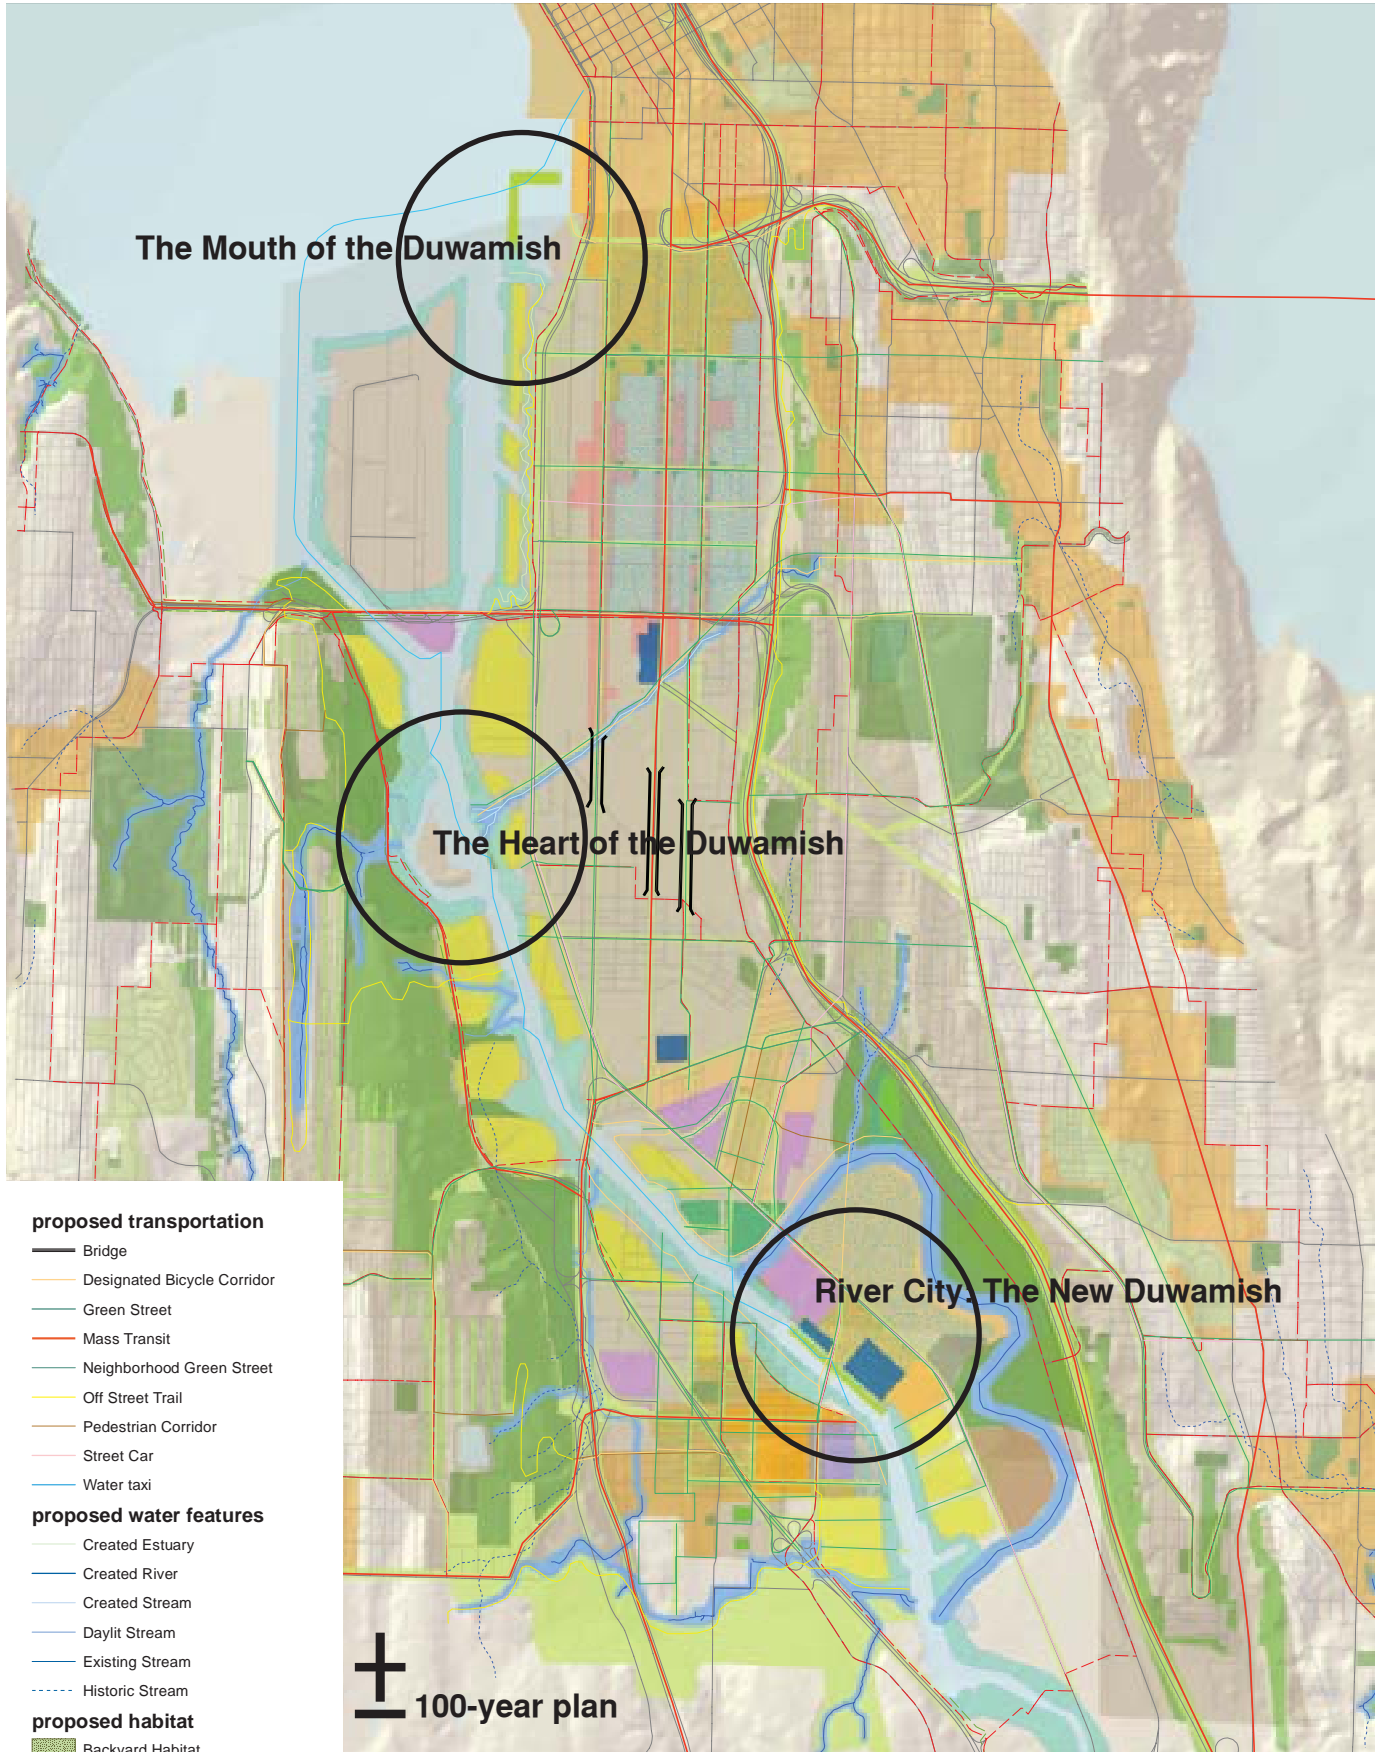 The Mouth of the Duwamish
The Heart of the Duwamish
River City: The New Duwamish
proposed transportation
Bridge
Designated Bicycle Corridor
Green Street
Mass Transit
Neighborhood Green Street
Off Street Trail
Pedestrian Corridor
Street Car
Water taxi
proposed water features
Created Estuary
Created River
Created Stream
Daylit Stream
Existing Stream
Historic Stream
proposed habitat
Backyard Habitat
100-year plan